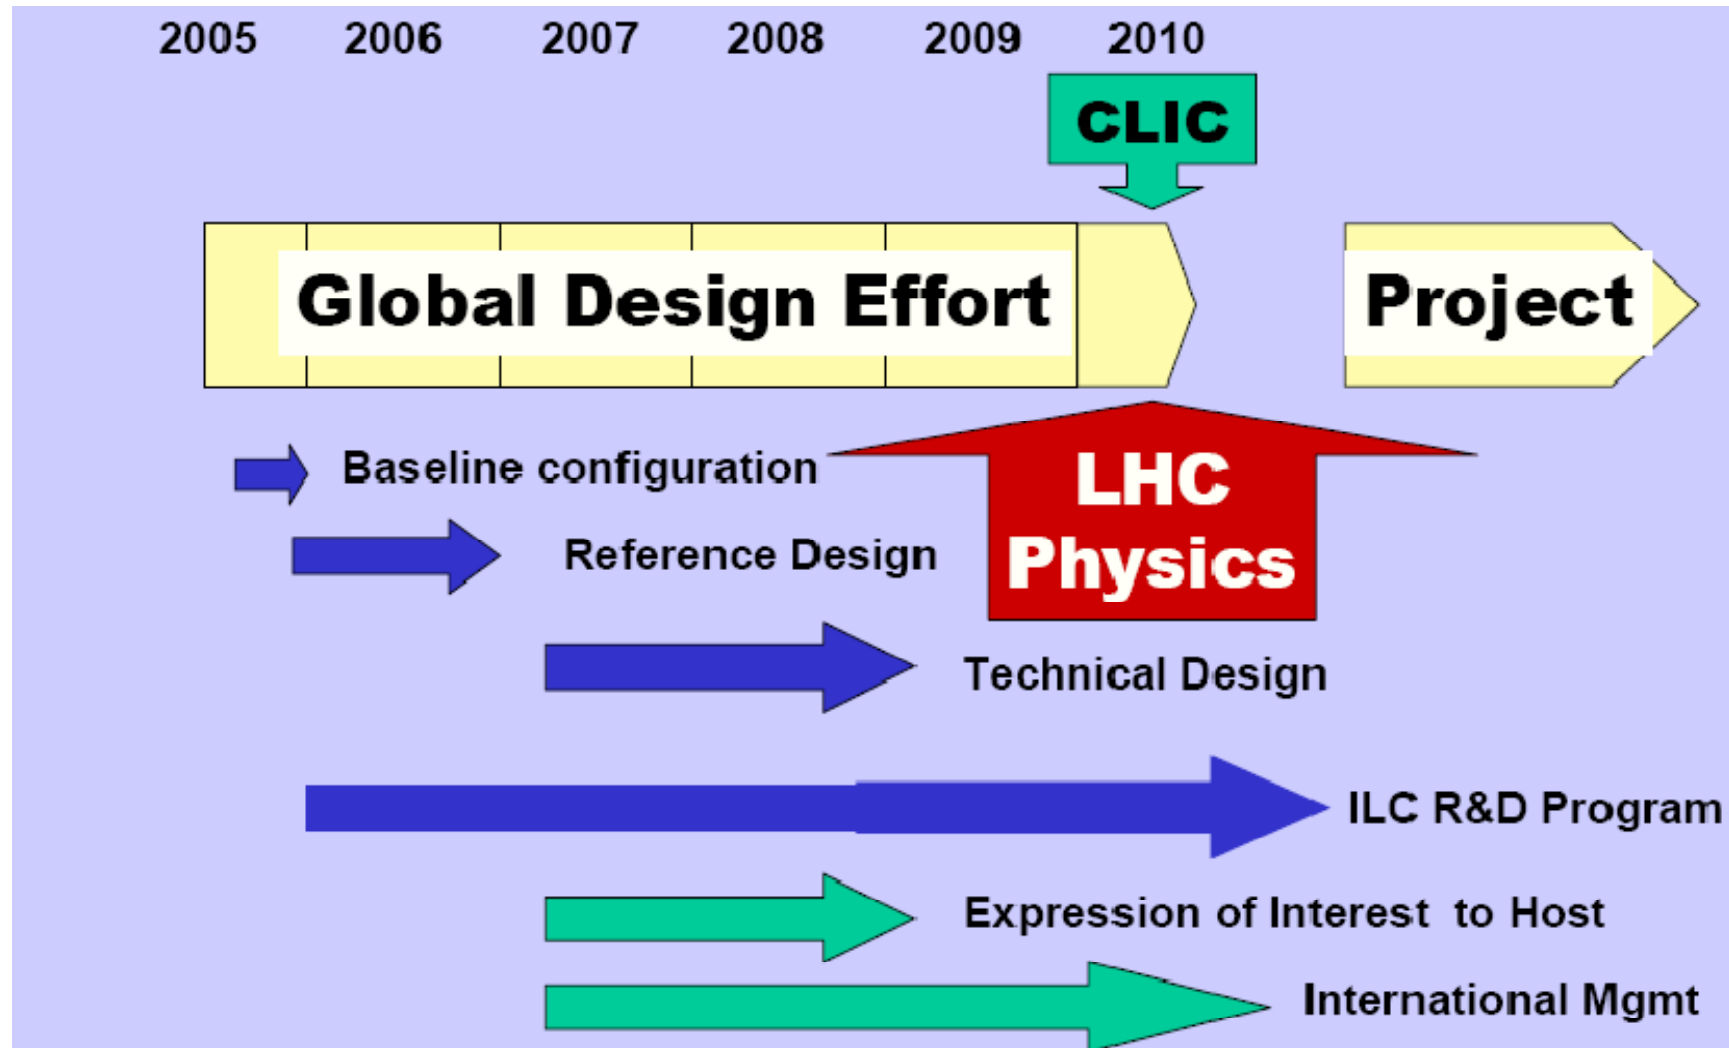 2005 2006 2007 2008 2009 2010
CLIC
Global Design Effort
Project
Baseline configuration
LHC
Physics
Reference Design
Technical Design
ILC R&D Program
Expression of Interest to Host
International Mgmt